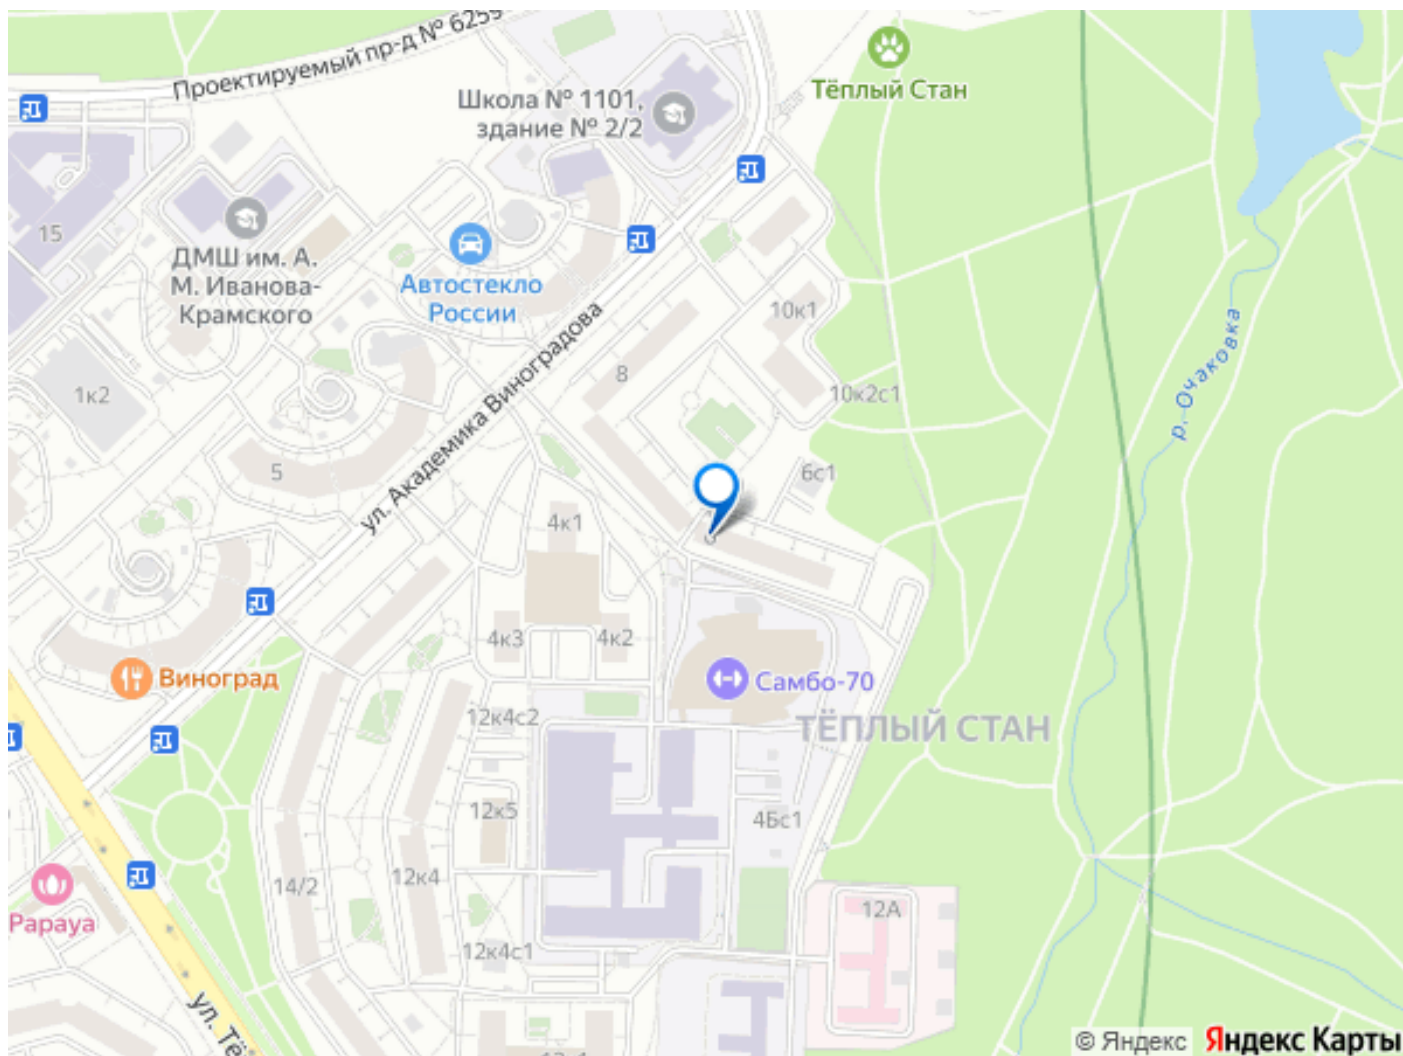 Проектируемый пр-д № 6259
Тёплый Стан
Школа № 1101,
здание № 2/2
15
ДМШ им. А.
М. Иванова-
Крамского
Автостекло
России
10к1
р. Очаковка
8
1к2
10к2с1
ул. Академика Виноградова
5
6с1
4к1
4к3
4к2
Виноград
Самбо-70
12к4с2
ТЁПЛЫЙ СТАН
12к5
4Бс1
14/2
12к4
Papaya
12А
12к4с1
ул. Тё
© Яндекс
Яндекс Карты